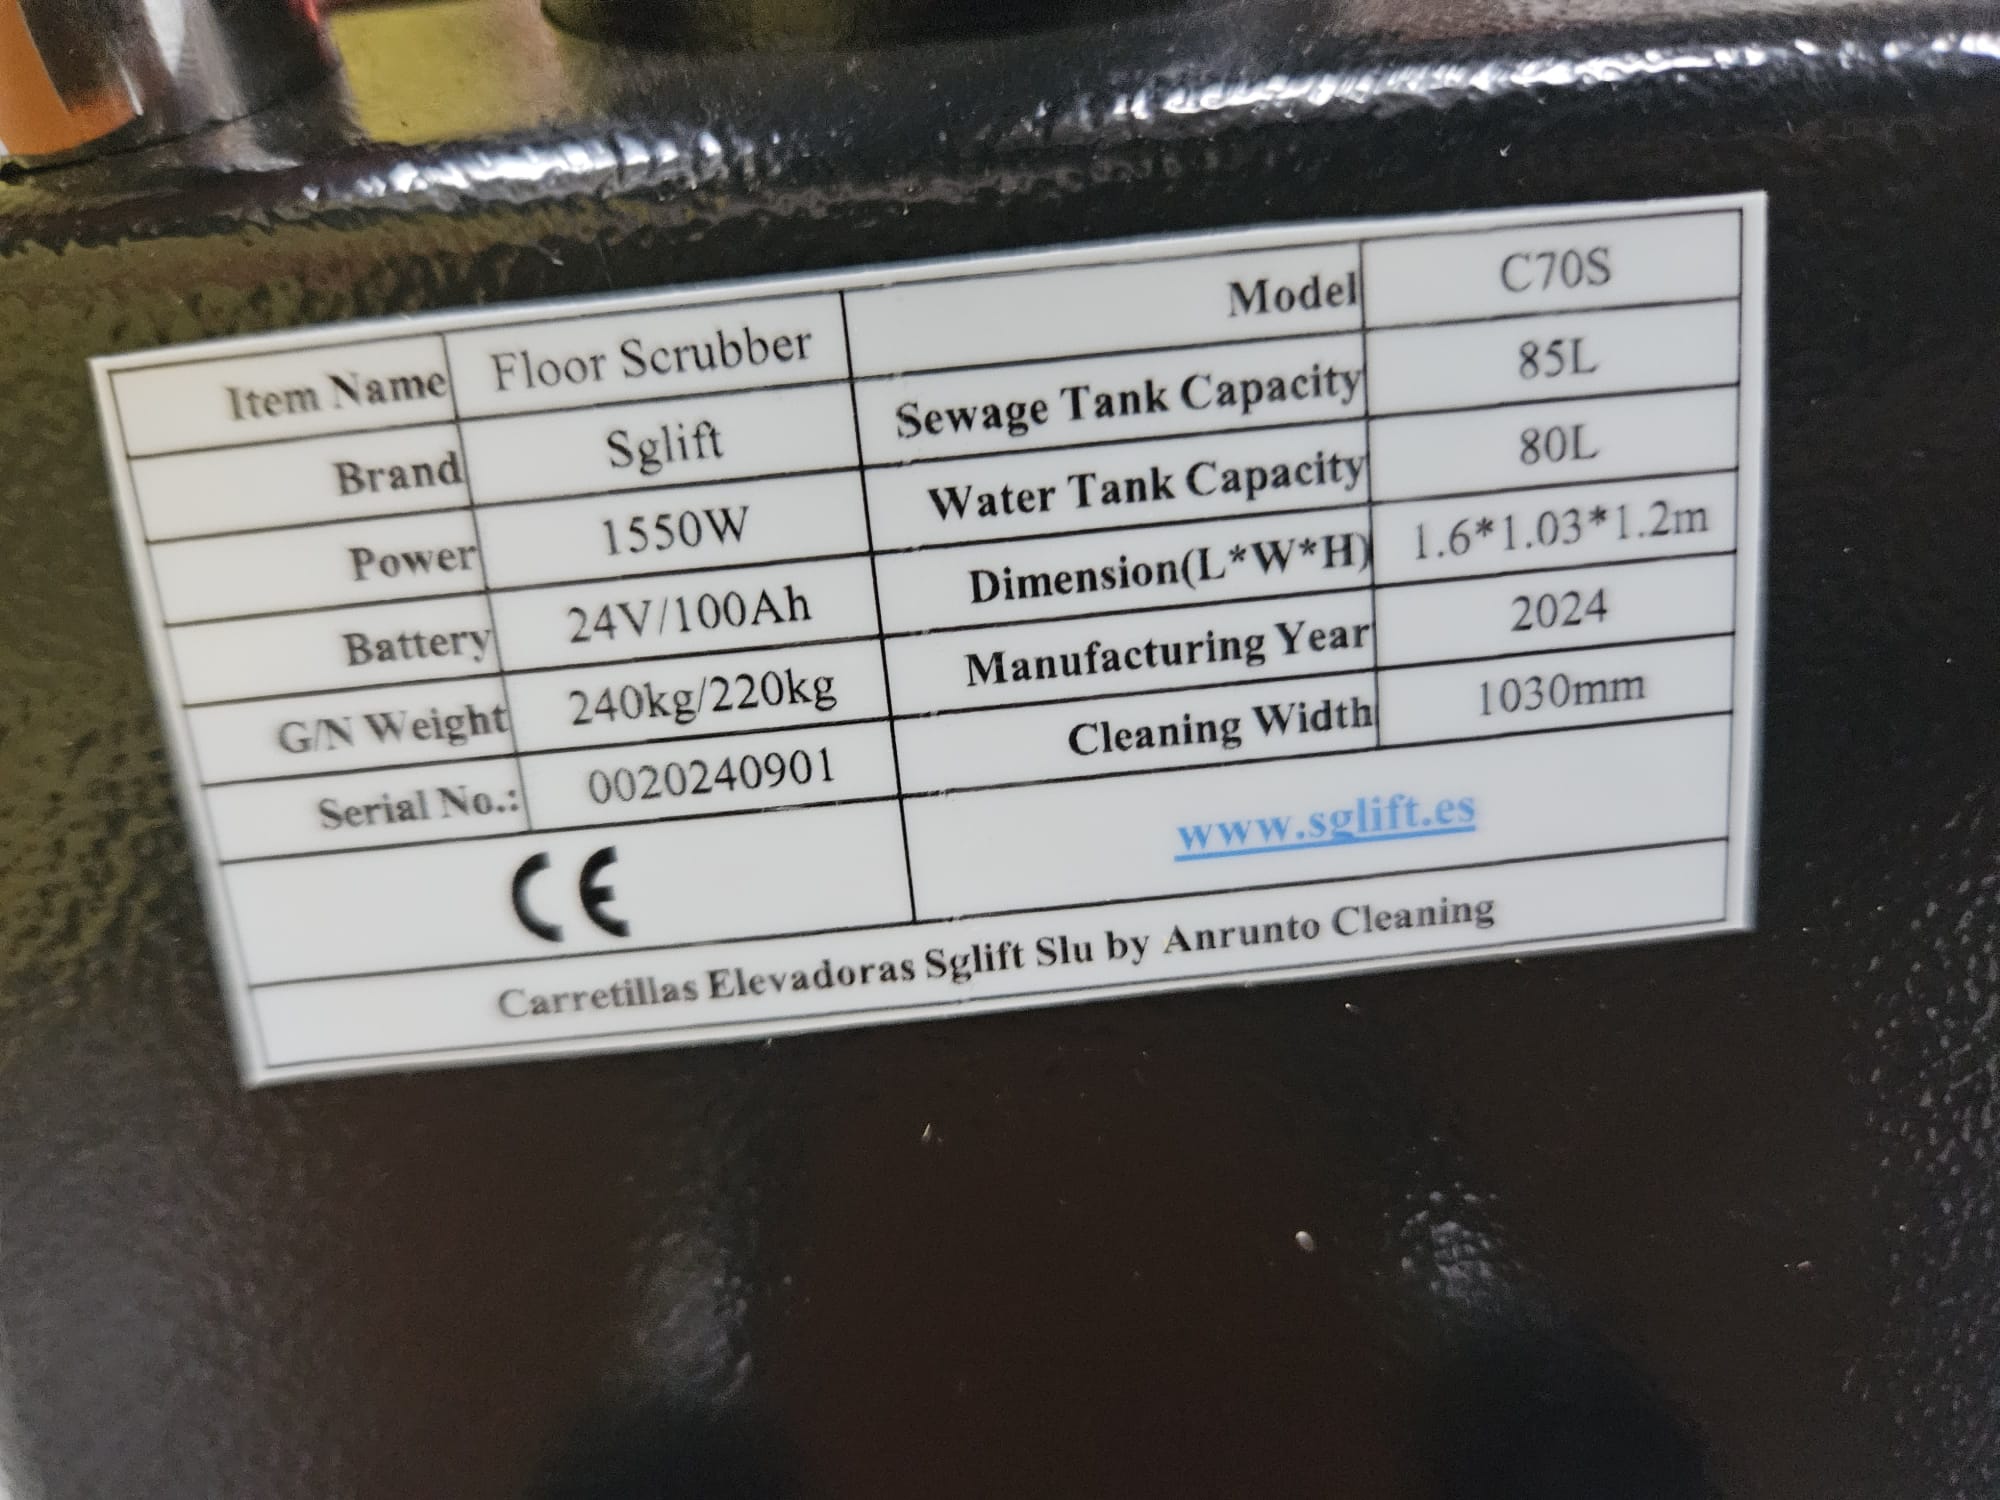 Item Name Floor Scrubber Model C70S
Brand Sglift Sewage Tank Capacity 85L
Power 1550W Water Tank Capacity 80L
Battery 24V/100Ah Dimension(L*W*H) 1.6*1.03*1.2m
G/N Weight 240kg/220kg Manufacturing Year 2024
Serial No.: 0020240901 Cleaning Width 1030mm
CE www.sglift.es
Carretillas Elevadoras Sglift Slu by Anrunto Cleaning